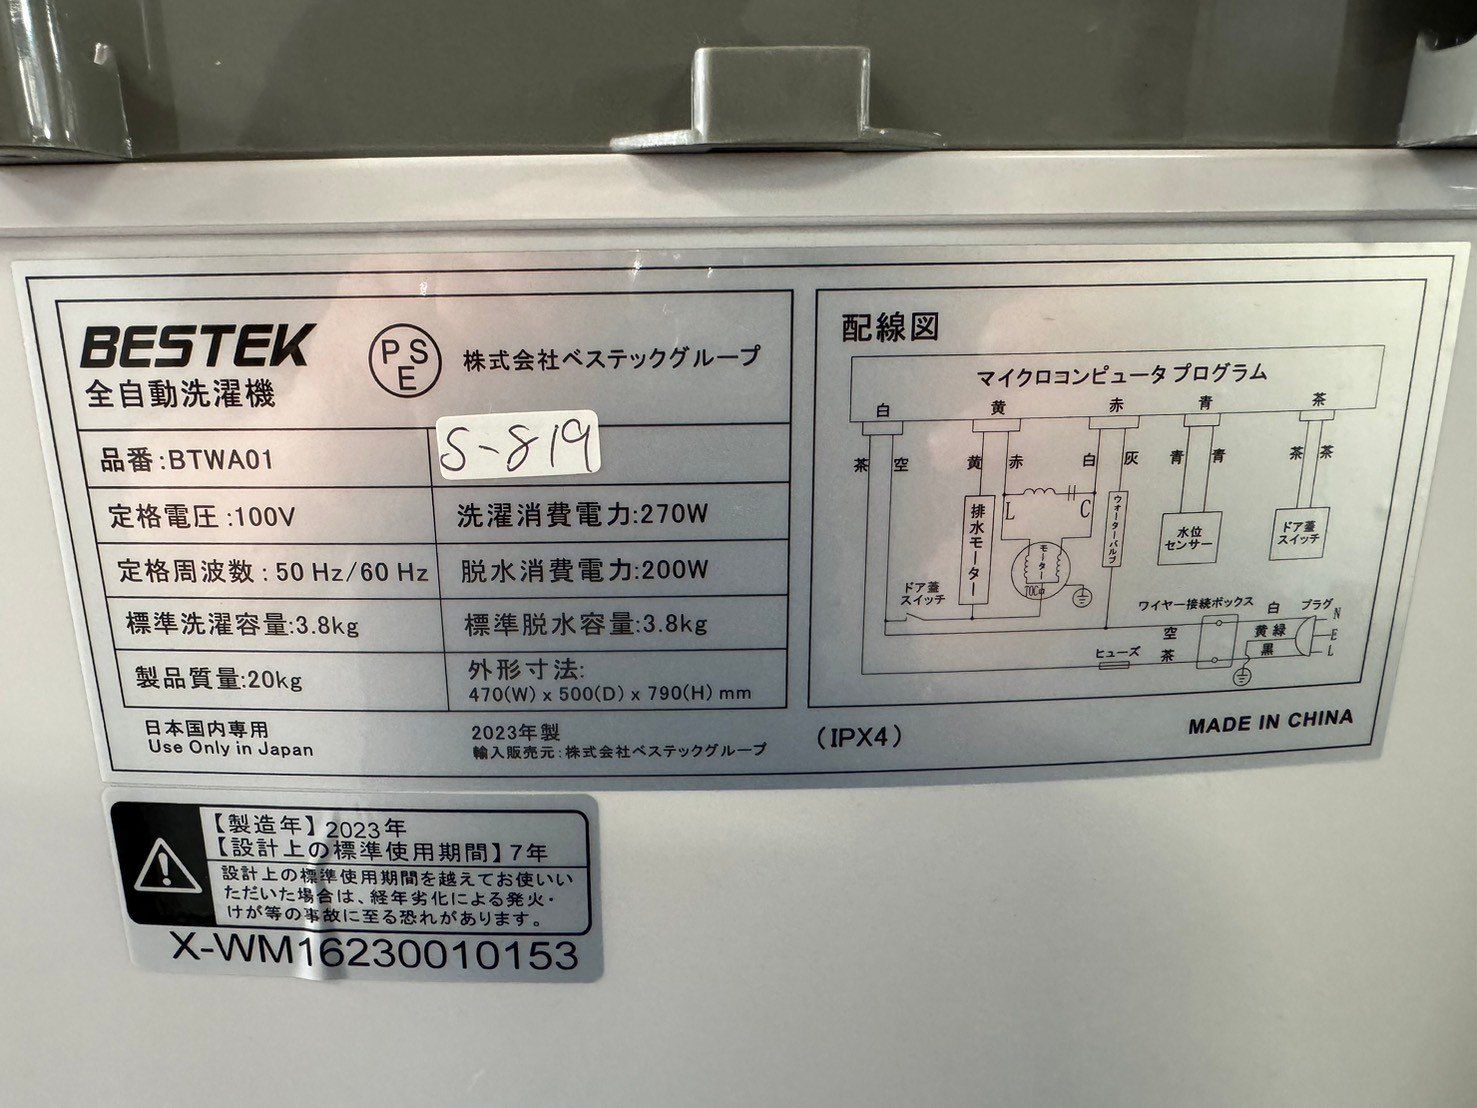 BESTEK
全自動洗濯機
PSE
株式会社ベステックグループ
品番:BTWA01
S-819
定格電圧:100V
洗濯消費電力:270W
定格周波数:50 Hz/60 Hz
脱水消費電力:200W
標準洗濯容量:3.8kg
標準脱水容量:3.8kg
製品質量:20kg
外形寸法:
470(W) x 500(D) x 790(H) mm
日本国内専用
Use Only in Japan
2023年製
輸入販売元:株式会社ベステックグループ
配線図
マイクロコンピュータプログラム
白 黄 赤 青 茶
茶 空 黄 赤 白 灰 青 青 茶 茶
L C
排水モーター
モーター
TOC
ウォーターバルブ
水位
センサー
ドア蓋
スイッチ
ドア蓋
スイッチ
ワイヤー接続ボックス 白 プラグ N
空 黄緑 E
ヒューズ 茶 黒 L
(IPX4)
MADE IN CHINA
【製造年】2023年
【設計上の標準使用期間】7年
設計上の標準使用期間を越えてお使いい
ただいた場合は、経年劣化による発火・
けが等の事故に至る恐れがあります。
X-WM16230010153